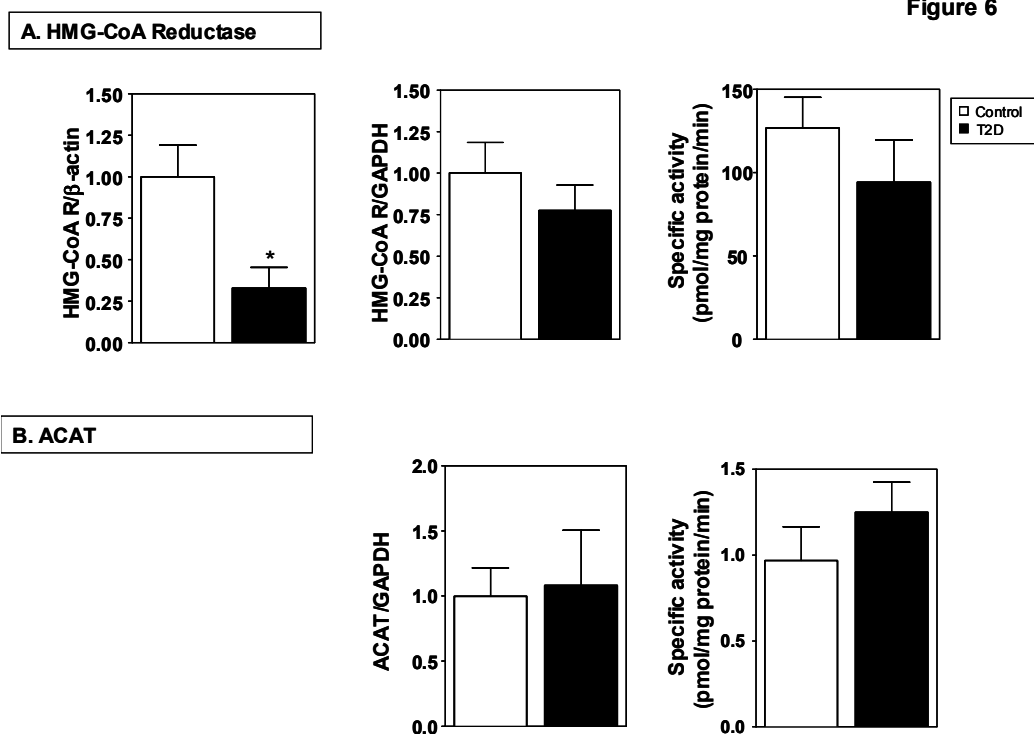 Figure 6
A. HMG-CoA Reductase
1.50
1.25
1.00
0.75
0.50
0.25
0.00
HMG-CoA R/β-actin
*
1.50
1.25
1.00
0.75
0.50
0.25
0.00
HMG-CoA R/GAPDH
150
100
50
0
Specific activity
(pmol/mg protein/min)
Control
T2D
B. ACAT
2.0
1.5
1.0
0.5
0.0
ACAT/GAPDH
1.5
1.0
0.5
0.0
Specific activity
(pmol/mg protein/min)